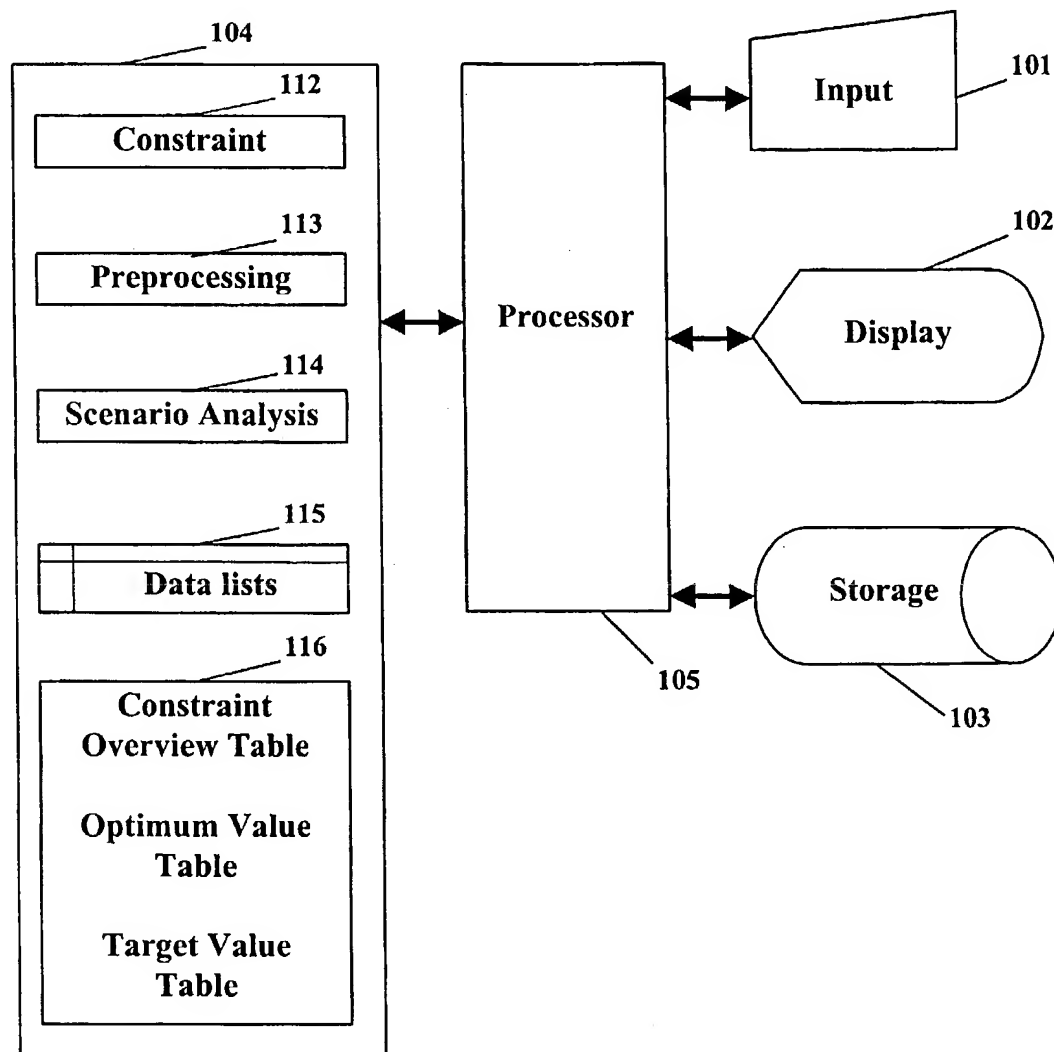 104
112
Constraint
113
Preprocessing
114
Scenario Analysis
115
Data lists
116
Constraint
Overview Table
Optimum Value
Table
Target Value
Table
Processor
105
Input
101
102
Display
Storage
103